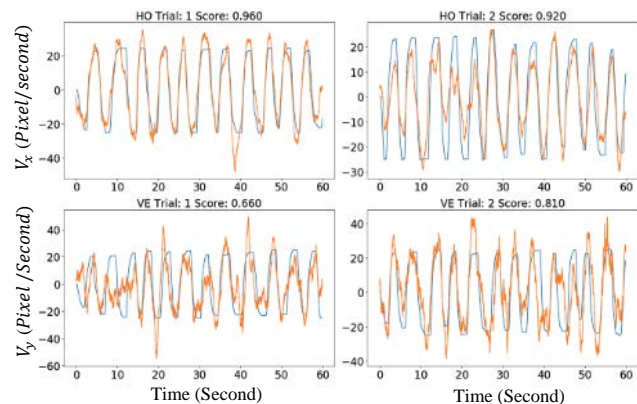 HO Trial: 1 Score: 0.960
HO Trial: 2 Score: 0.920
V_x (Pixel/second)
20
0
−20
−40
0 10 20 30 40 50 60
20
10
0
−10
−20
−30
0 10 20 30 40 50 60
VE Trial: 1 Score: 0.660
VE Trial: 2 Score: 0.810
V_y (Pixel /Second)
40
20
0
−20
−40
−60
0 10 20 30 40 50 60
40
20
0
−20
−40
0 10 20 30 40 50 60
Time (Second)
Time (Second)